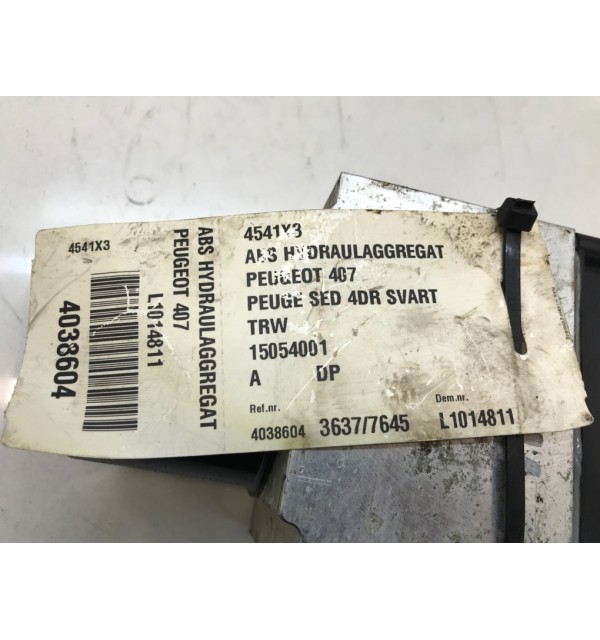 4541X3
ABS HYDRAULAGGREGAT
PEUGEOT 407
L1014811
4038604
4541X3
ABS HYDRAULAGGREGAT
PEUGEOT 407
PEUGE SED 4DR SVART
TRW
15054001
A DP
Ref.nr. Dem.nr.
4038604 3637/7645 L1014811